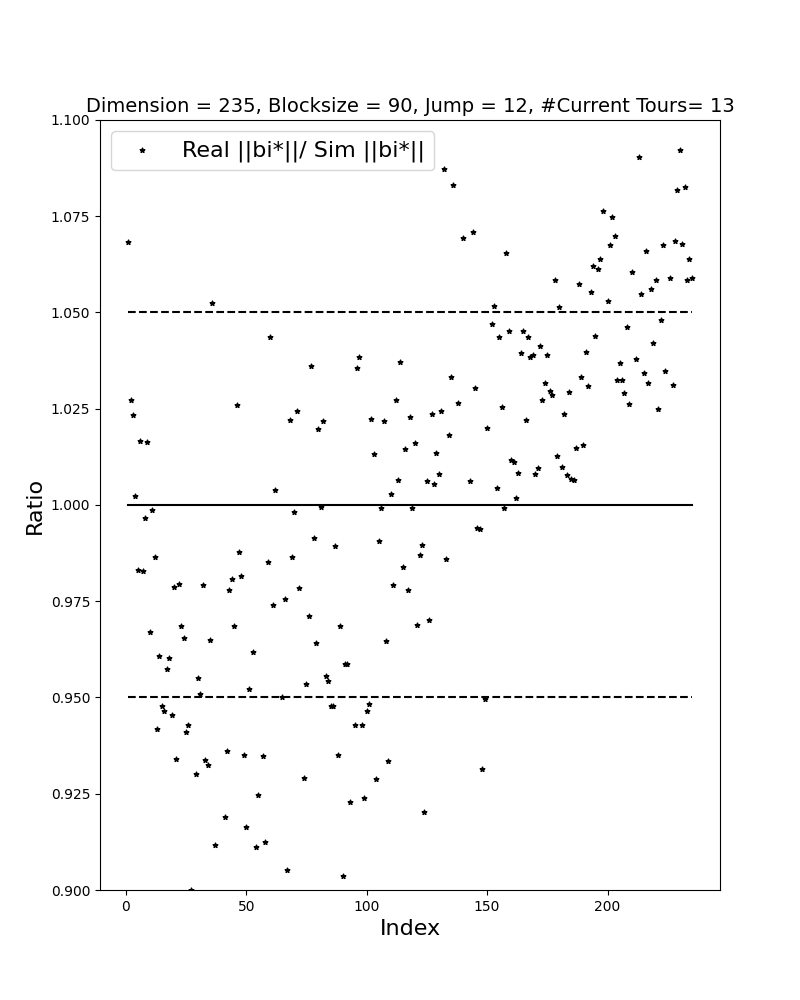 Dimension = 235, Blocksize = 90, Jump = 12, #Current Tours= 13
Real ||bi*||/ Sim ||bi*||
1.100
1.075
1.050
1.025
1.000
0.975
0.950
0.925
0.900
Ratio
0 50 100 150 200
Index